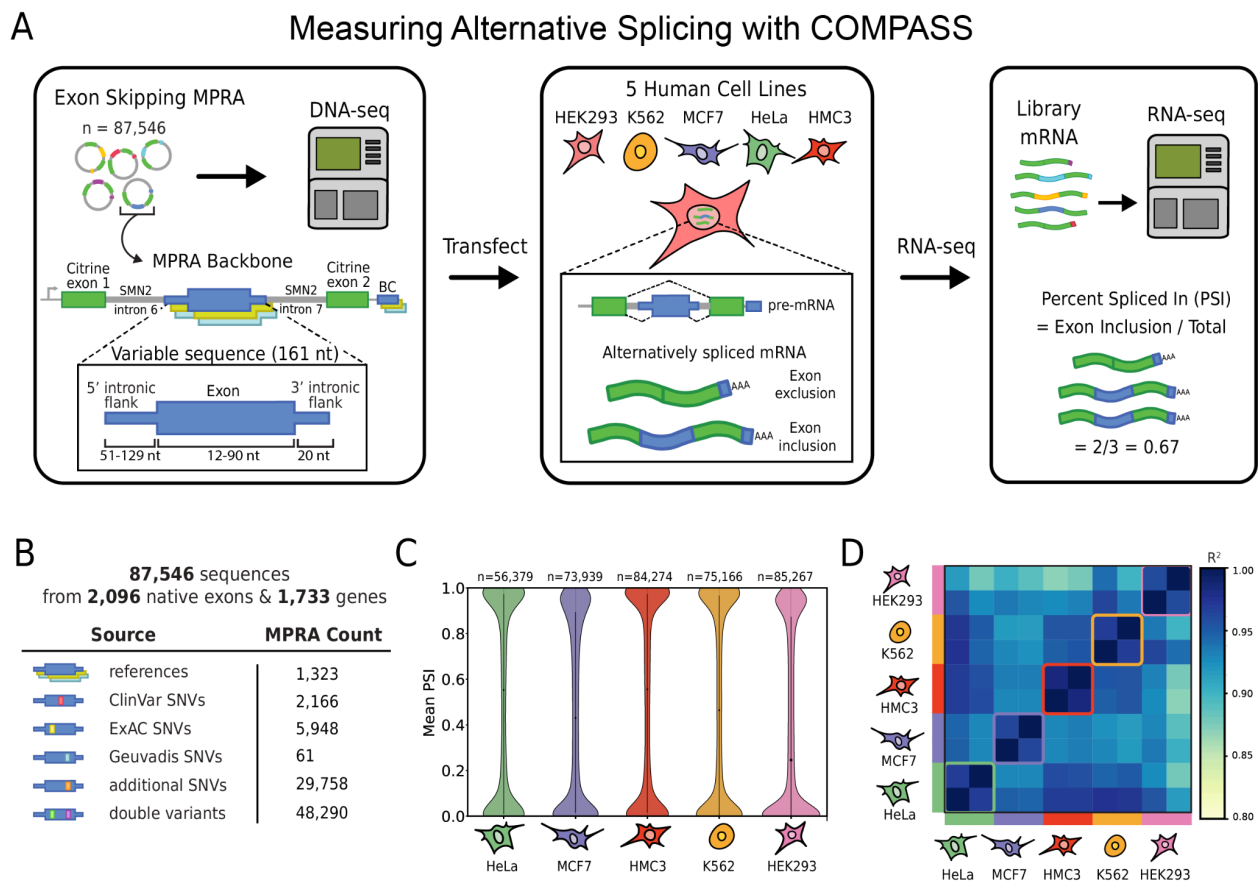 A
Measuring Alternative Splicing with COMPASS
Exon Skipping MPRA
n = 87,546
DNA-seq
MPRA Backbone
Citrine
exon 1
SMN2
intron 6
SMN2
intron 7
Citrine
exon 2
BC
Variable sequence (161 nt)
5’ intronic
flank
Exon
3’ intronic
flank
51-129 nt
12-90 nt
20 nt
Transfect
5 Human Cell Lines
HEK293
K562
MCF7
HeLa
HMC3
pre-mRNA
Alternatively spliced mRNA
AAA
Exon
exclusion
AAA
Exon
inclusion
RNA-seq
Library
mRNA
RNA-seq
Percent Spliced In (PSI)
= Exon Inclusion / Total
AAA
AAA
AAA
= 2/3 = 0.67
B
87,546 sequences
from 2,096 native exons & 1,733 genes
Source MPRA Count
references 1,323
ClinVar SNVs 2,166
ExAC SNVs 5,948
Geuvadis SNVs 61
additional SNVs 29,758
double variants 48,290
C
n=56,379 n=73,939 n=84,274 n=75,166 n=85,267
Mean PSI
1.0
0.8
0.6
0.4
0.2
0.0
HeLa
MCF7
HMC3
K562
HEK293
D
HEK293
K562
HMC3
MCF7
HeLa
HeLa
MCF7
HMC3
K562
HEK293
R²
1.00
0.95
0.90
0.85
0.80